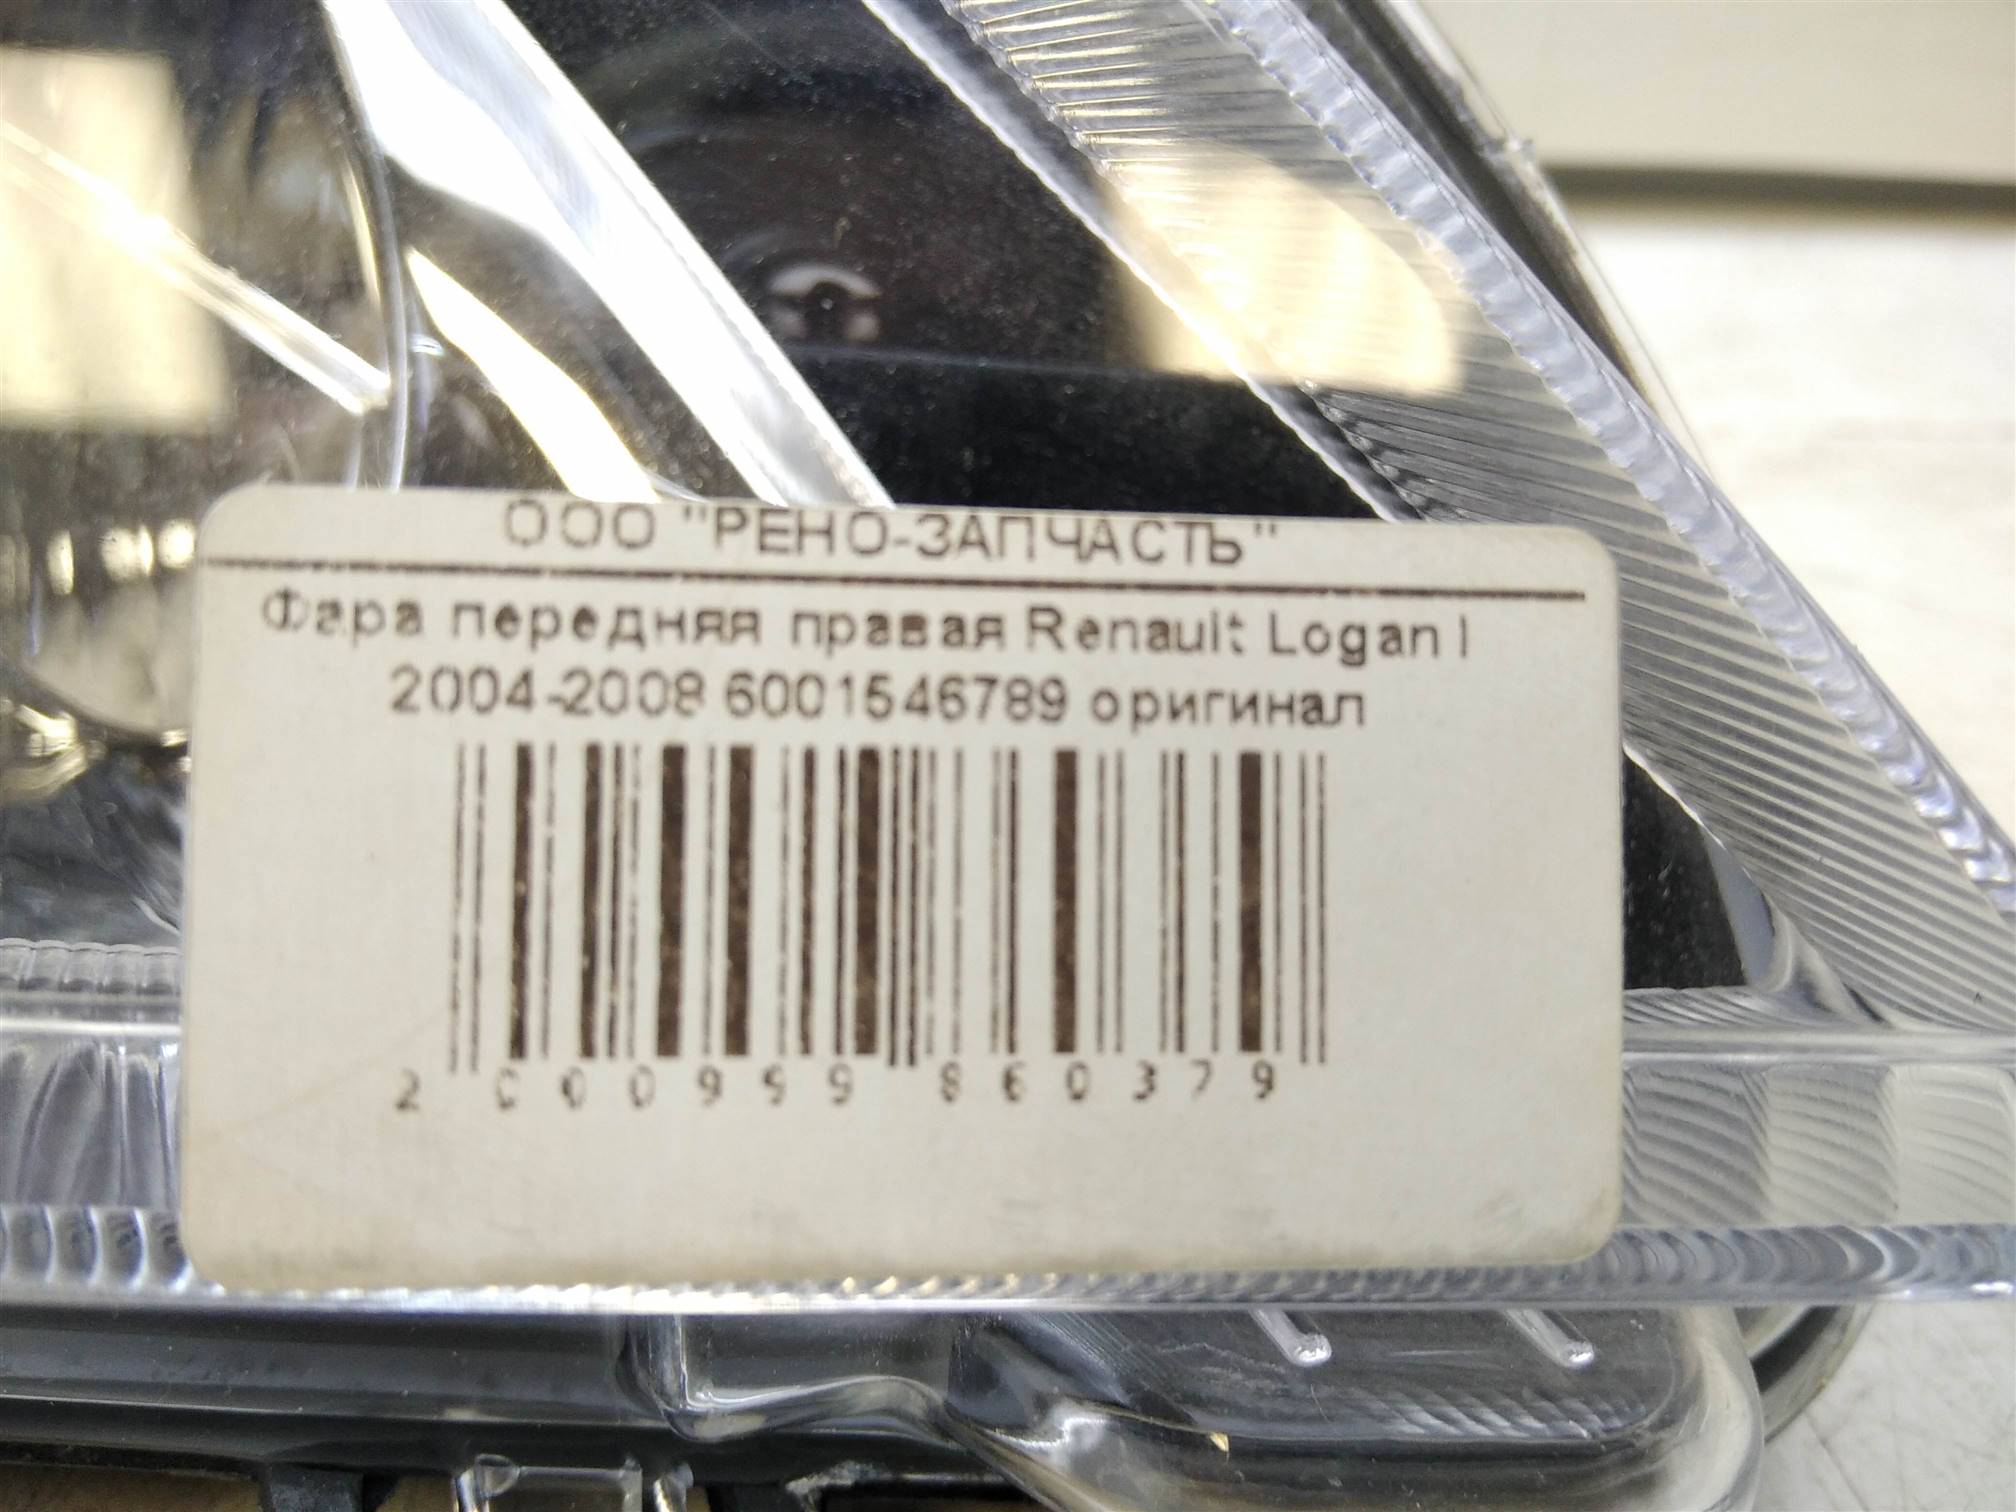 ООО "РЕНО-ЗАПЧАСТЬ"
Фара передняя правая Renault Logan I
2004-2008 6001546789 оригинал
2 000999 860379